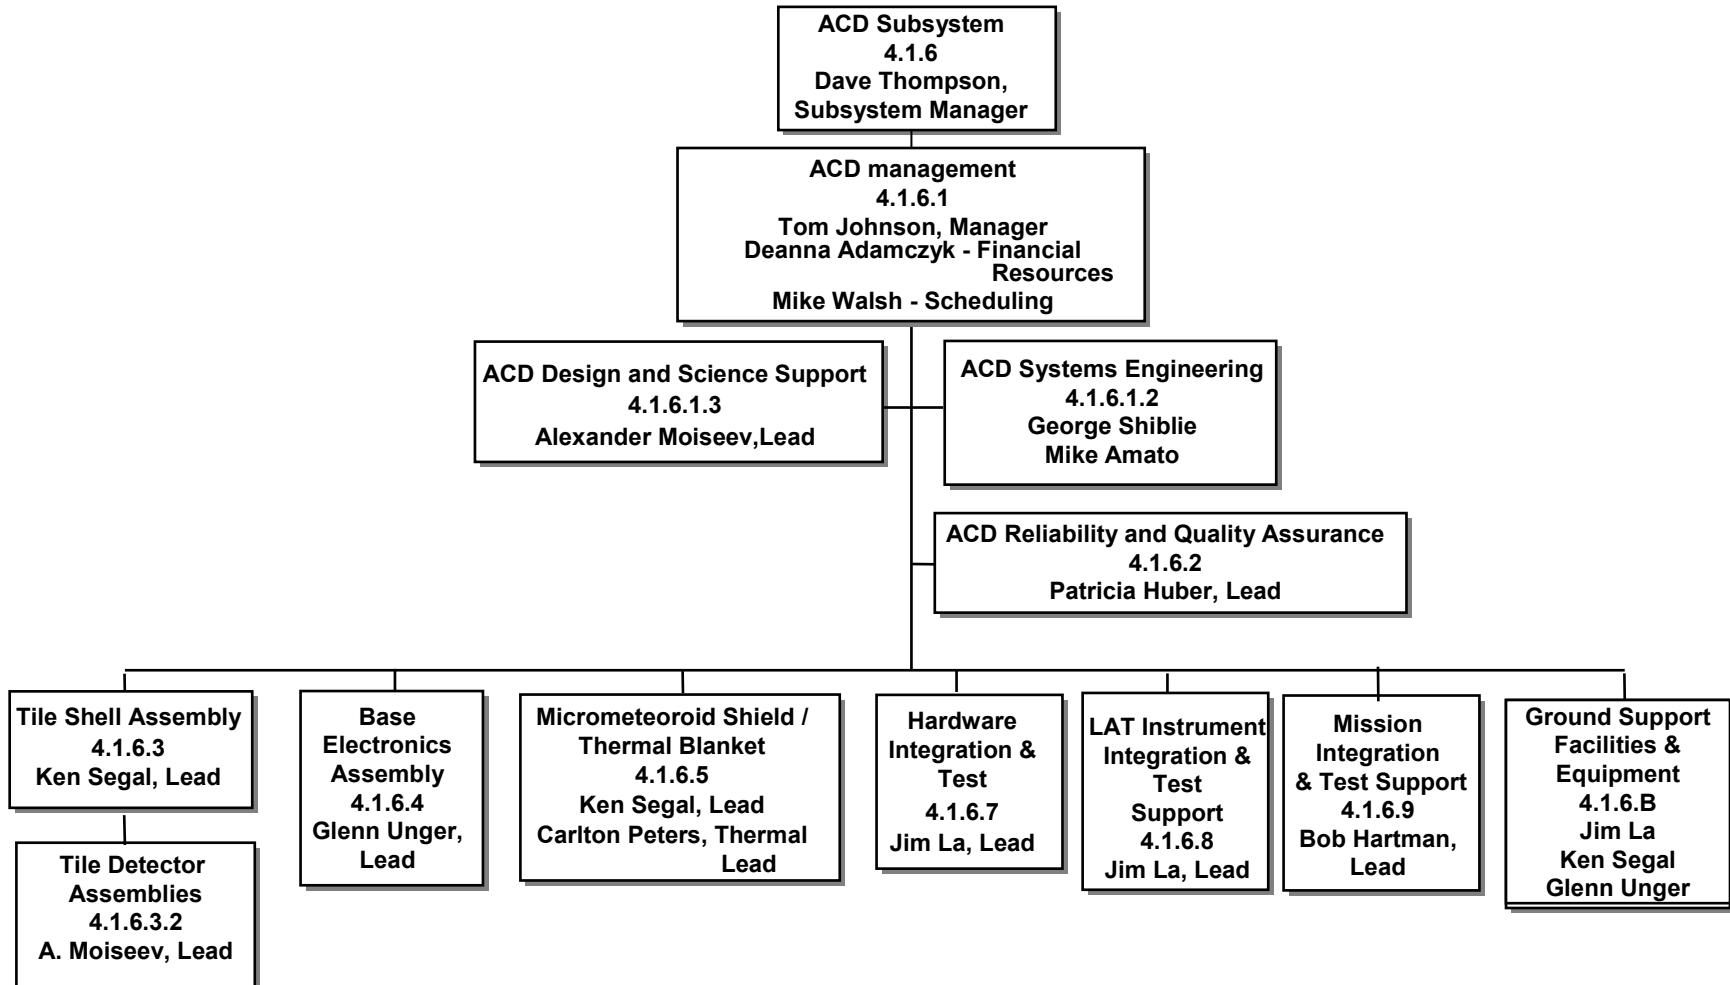 ACD Subsystem
4.1.6
Dave Thompson,
Subsystem Manager
ACD management
4.1.6.1
Tom Johnson, Manager
Deanna Adamczyk - Financial
Resources
Mike Walsh - Scheduling
ACD Design and Science Support
4.1.6.1.3
Alexander Moiseev,Lead
ACD Systems Engineering
4.1.6.1.2
George Shiblie
Mike Amato
ACD Reliability and Quality Assurance
4.1.6.2
Patricia Huber, Lead
Tile Shell Assembly
4.1.6.3
Ken Segal, Lead
Tile Detector
Assemblies
4.1.6.3.2
A. Moiseev, Lead
Base
Electronics
Assembly
4.1.6.4
Glenn Unger,
Lead
Micrometeoroid Shield /
Thermal Blanket
4.1.6.5
Ken Segal, Lead
Carlton Peters, Thermal
Lead
Hardware
Integration &
Test
4.1.6.7
Jim La, Lead
LAT Instrument
Integration &
Test
Support
4.1.6.8
Jim La, Lead
Mission
Integration
& Test Support
4.1.6.9
Bob Hartman,
Lead
Ground Support
Facilities &
Equipment
4.1.6.B
Jim La
Ken Segal
Glenn Unger